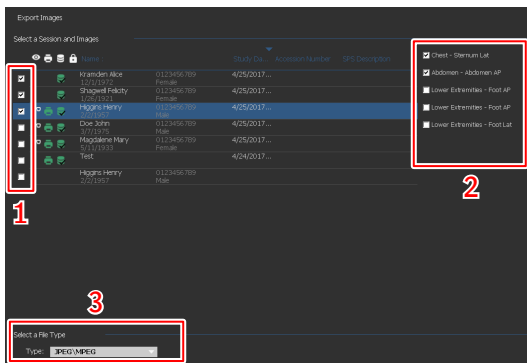 Export Images
Select a Session and Images
Name Study Da... Accession Number SPS Description
Kramden Alice 0123456789 4/25/2017...
12/1/1972 Female
Shagwell Felicity 0123456789 4/25/2017...
1/26/1921 Female
Higgins Henry 0123456789 4/25/2017...
2/2/1957 Male
Doe John 0123456789 4/25/2017...
3/7/1975 Male
Magdalene Mary 0123456789 4/25/2017...
5/11/1933 Female
Test 4/24/2017...
Higgins Henry 0123456789
2/2/1957 Male
Chest - Sternum Lat
Abdomen - Abdomen AP
Lower Extremities - Foot AP
Lower Extremities - Foot AP
Lower Extremities - Foot Lat
1
2
3
Select a File Type
Type: JPEG\MPEG